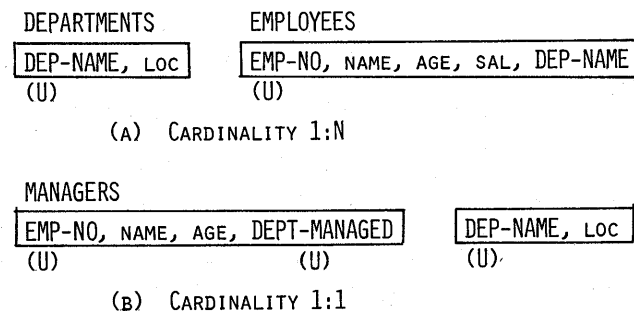 DEPARTMENTS EMPLOYEES
DEP-NAME, LOC EMP-NO, NAME, AGE, SAL, DEP-NAME
(U) (U)
(A) CARDINALITY 1:N
MANAGERS
EMP-NO, NAME, AGE, DEPT-MANAGED DEP-NAME, LOC
(U) (U) (U)
(B) CARDINALITY 1:1